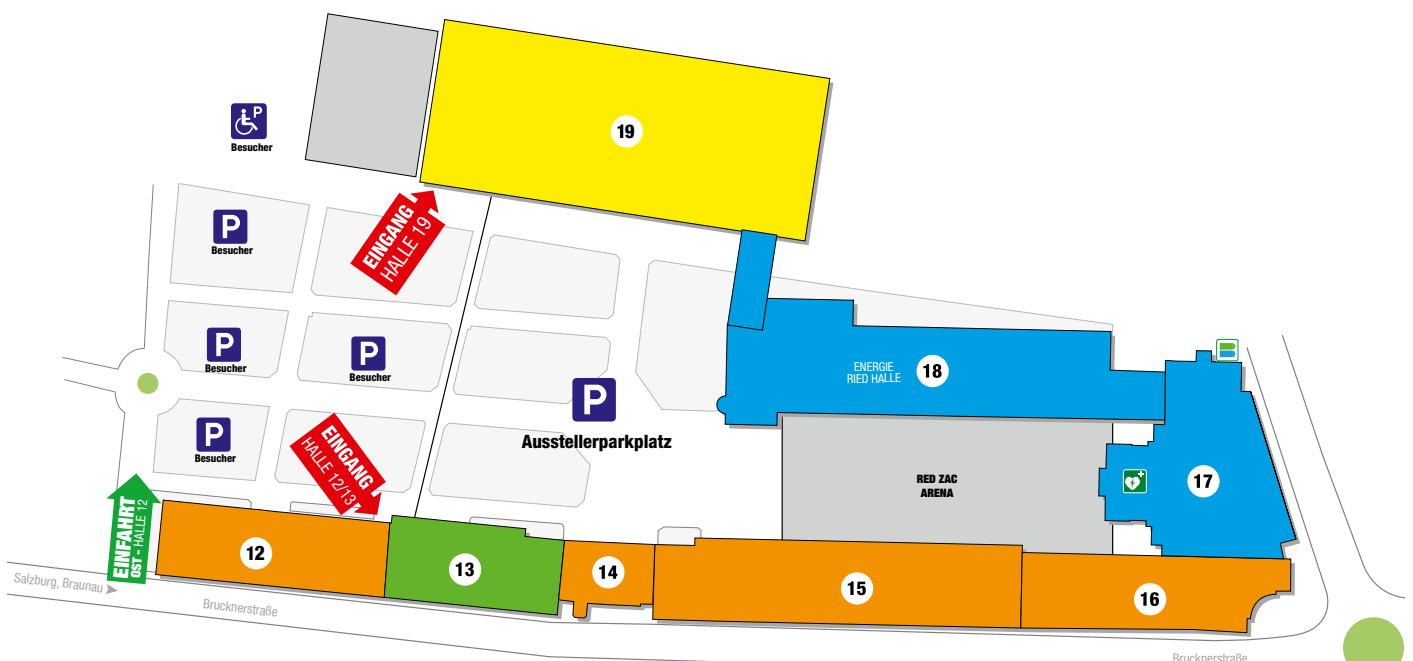 19
P
Besucher
P
Besucher
EINGANG
HALLE 19
P
Besucher
P
Besucher
P
Besucher
P
Ausstellerparkplatz
ENERGIE
RIED HALLE
18
RED ZAC
ARENA
17
EINGANG
HALLE 12/13
EINFAHRT
OST - HALLE 12
12
13
14
15
16
Salzburg, Braunau
Brucknerstraße
Brucknerstraße